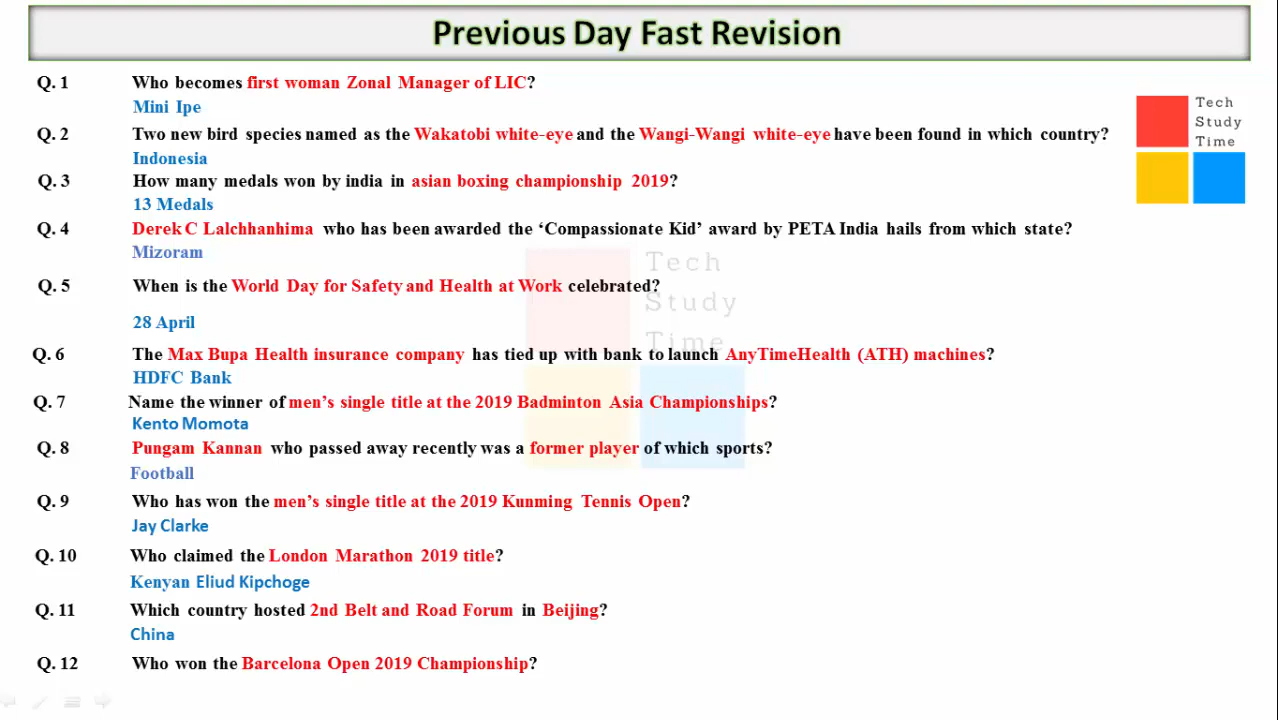 Previous Day Fast Revision
Q. 1 Who becomes first woman Zonal Manager of LIC?
Mini Ipe
Tech
Study
Time
Q. 2 Two new bird species named as the Wakatobi white-eye and the Wangi-Wangi white-eye have been found in which country?
Indonesia
Q. 3 How many medals won by india in asian boxing championship 2019?
13 Medals
Q. 4 Derek C Lalchhanhima who has been awarded the ‘Compassionate Kid’ award by PETA India hails from which state?
Mizoram
Tech
Study
Time
Q. 5 When is the World Day for Safety and Health at Work celebrated?
28 April
Q. 6 The Max Bupa Health insurance company has tied up with bank to launch AnyTimeHealth (ATH) machines?
HDFC Bank
Q. 7 Name the winner of men’s single title at the 2019 Badminton Asia Championships?
Kento Momota
Q. 8 Pungam Kannan who passed away recently was a former player of which sports?
Football
Q. 9 Who has won the men’s single title at the 2019 Kunming Tennis Open?
Jay Clarke
Q. 10 Who claimed the London Marathon 2019 title?
Kenyan Eliud Kipchoge
Q. 11 Which country hosted 2nd Belt and Road Forum in Beijing?
China
Q. 12 Who won the Barcelona Open 2019 Championship?